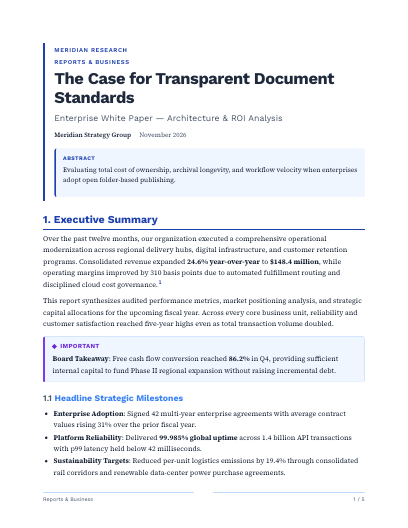 MERIDIAN RESEARCH
REPORTS & BUSINESS
The Case for Transparent Document
Standards
Enterprise White Paper — Architecture & ROI Analysis
Meridian Strategy Group November 2026
ABSTRACT
Evaluating total cost of ownership, archival longevity, and workflow velocity when enterprises
adopt open folder-based publishing.
1. Executive Summary
Over the past twelve months, our organization executed a comprehensive operational
modernization across regional delivery hubs, digital infrastructure, and customer retention
programs. Consolidated revenue expanded 24.6% year-over-year to $148.4 million, while
operating margins improved by 310 basis points due to automated fulfillment routing and
disciplined cloud cost governance.1
This report synthesizes audited performance metrics, market positioning analysis, and strategic
capital allocations for the upcoming fiscal year. Across every core business unit, reliability and
customer satisfaction reached five-year highs even as total transaction volume doubled.
◆ IMPORTANT
Board Takeaway: Free cash flow conversion reached 86.2% in Q4, providing sufficient
internal capital to fund Phase II regional expansion without raising incremental debt.
1.1 Headline Strategic Milestones
• Enterprise Adoption: Signed 42 multi-year enterprise agreements with average contract
values rising 31% over the prior fiscal year.
• Platform Reliability: Delivered 99.985% global uptime across 1.4 billion API transactions
with p99 latency held below 42 milliseconds.
• Sustainability Targets: Reduced per-unit logistics emissions by 19.4% through consolidated
rail corridors and renewable data-center power purchase agreements.
Reports & Business 1 / 5